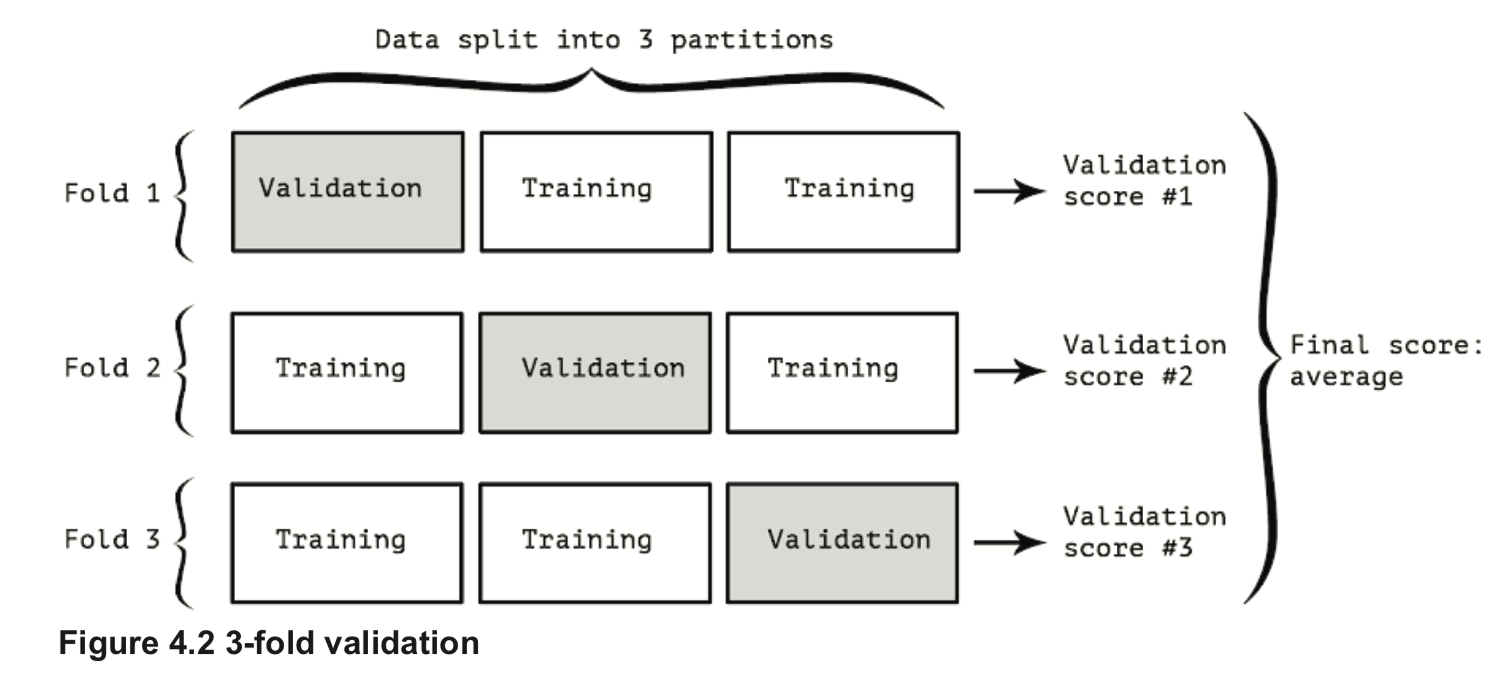 Data split into 3 partitions
Fold 1
Validation
Training
Training
Validation
score #1
Fold 2
Training
Validation
Training
Validation
score #2
Final score:
average
Fold 3
Training
Training
Validation
Validation
score #3
Figure 4.2 3-fold validation